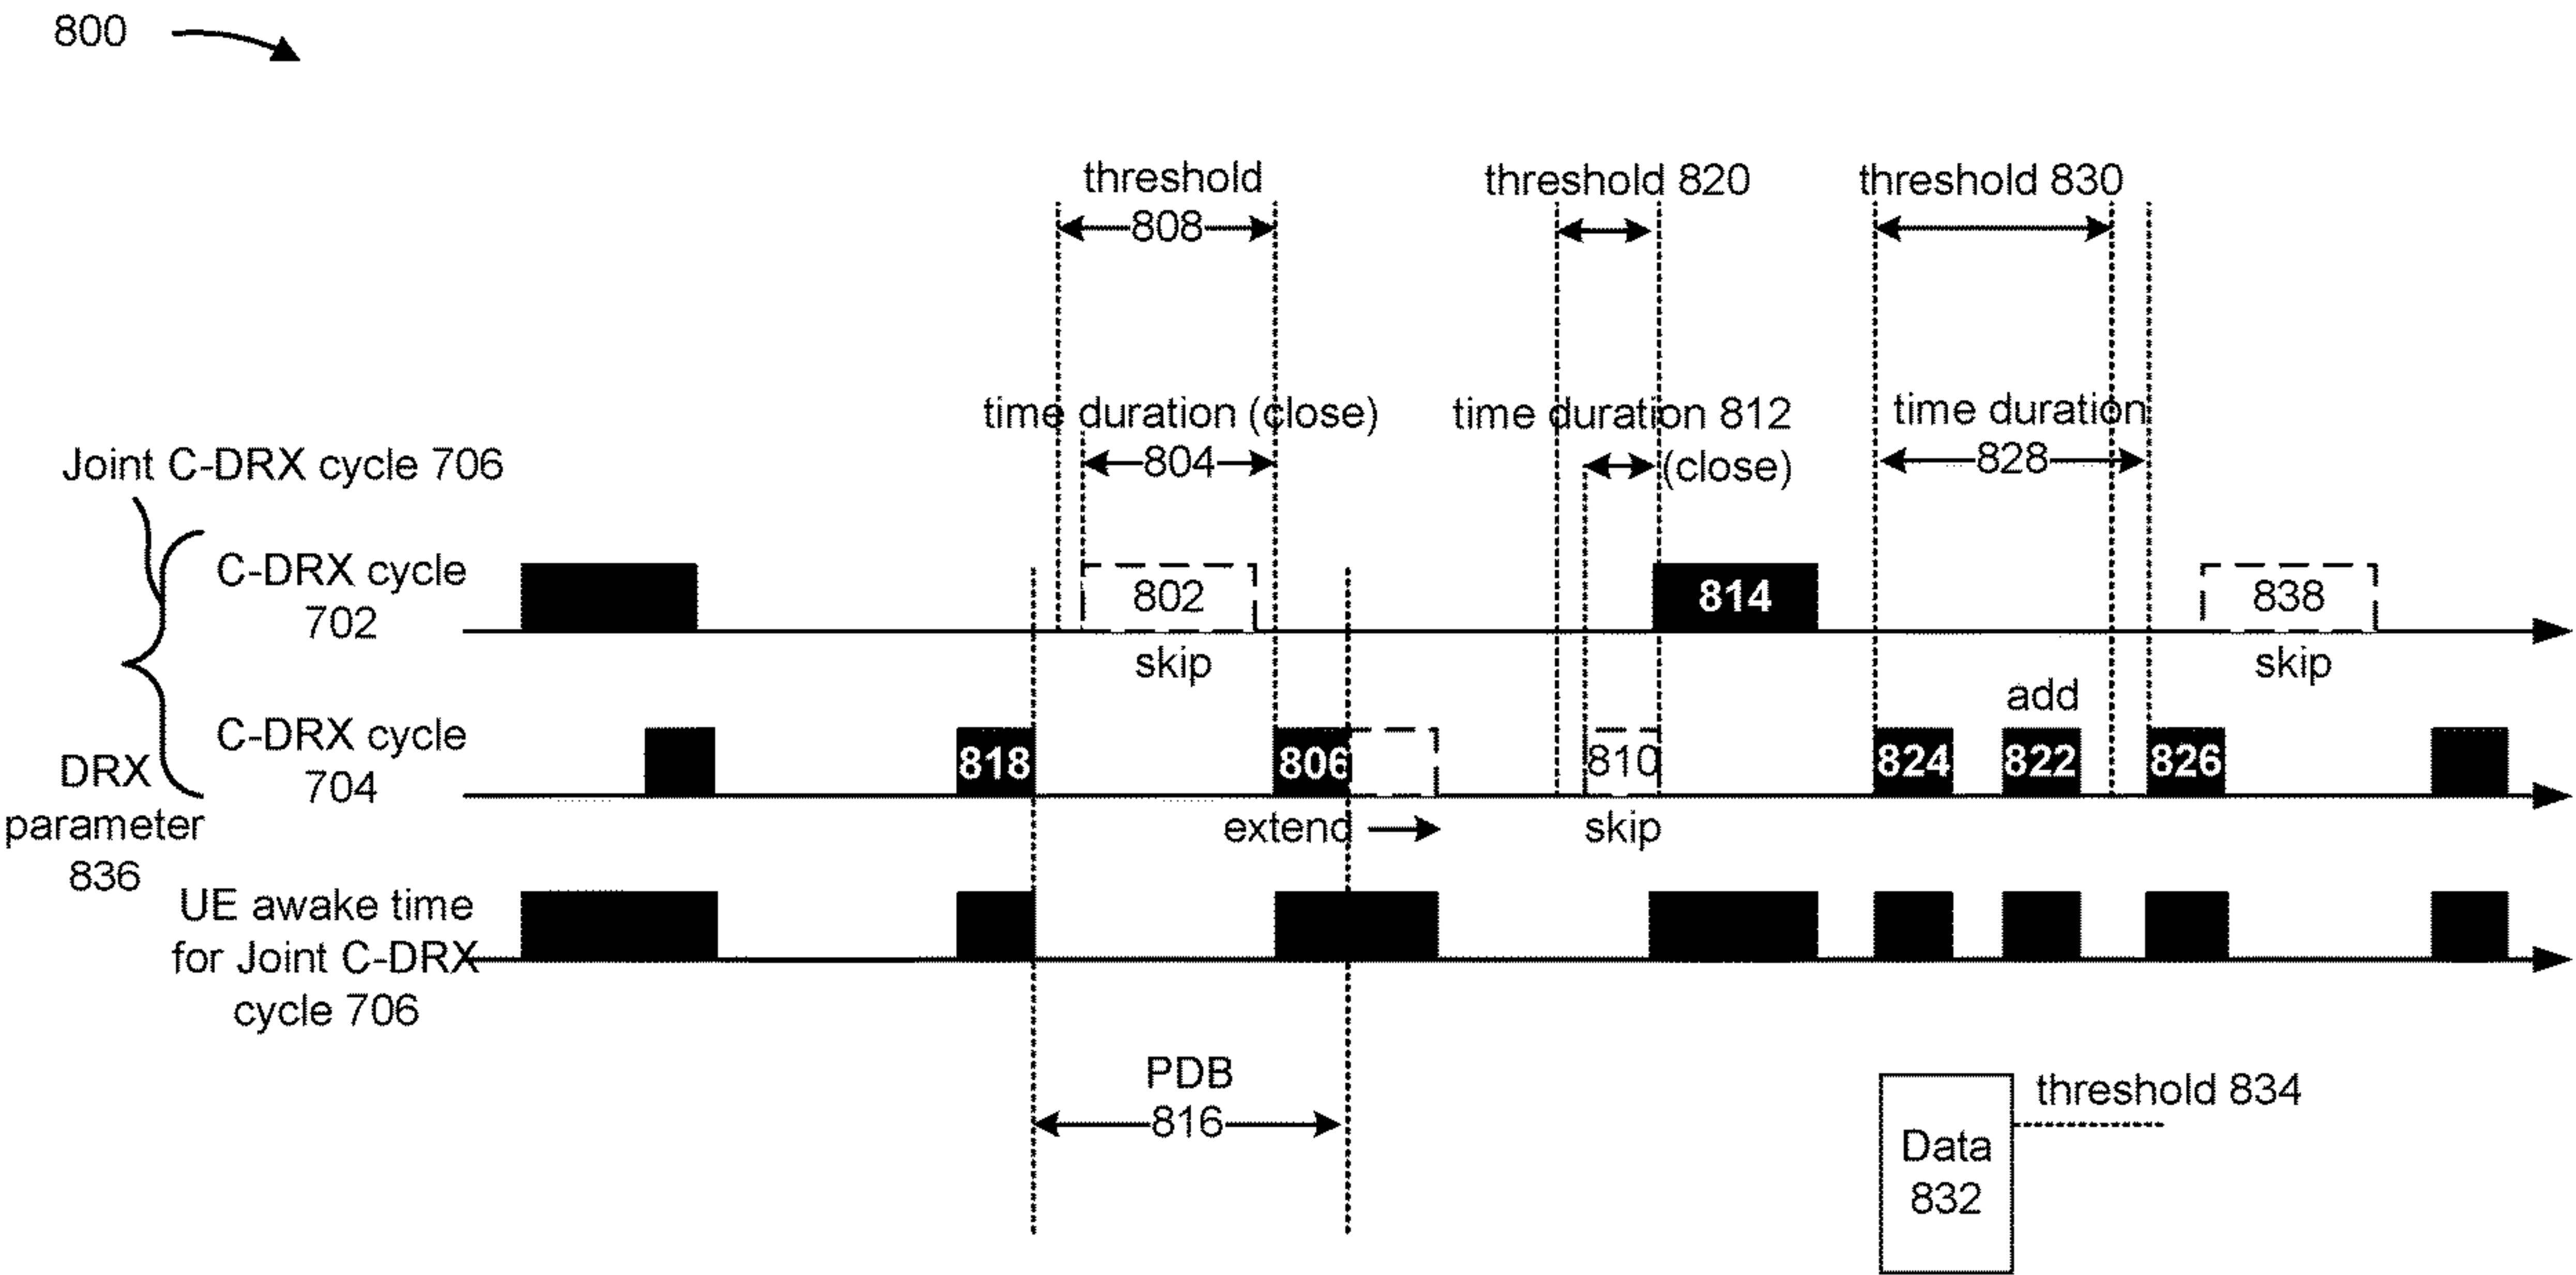 800
threshold
808
threshold 820
threshold 830
time duration (close)
804
time duration 812
(close)
time duration
828
Joint C-DRX cycle 706
C-DRX cycle
702
802
814
838
skip
skip
add
C-DRX cycle
704
818
806
810
824
822
826
DRX
parameter
836
extend
skip
UE awake time
for Joint C-DRX
cycle 706
PDB
816
threshold 834
Data
832